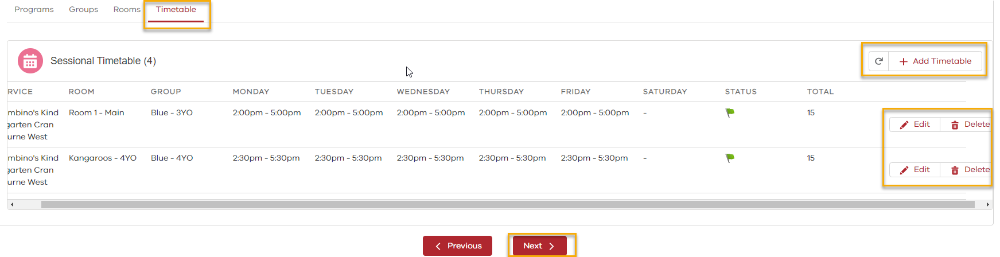 Programs Groups Rooms Timetable
Sessional Timetable (4)
+ Add Timetable
RVICE ROOM GROUP MONDAY TUESDAY WEDNESDAY THURSDAY FRIDAY SATURDAY STATUS TOTAL
mbino's Kind Room 1 - Main Blue - 3YO 2:00pm - 5:00pm 2:00pm - 5:00pm 2:00pm - 5:00pm 2:00pm - 5:00pm 2:00pm - 5:00pm - 15
garten Cran Edit Delete
urne West
mbino's Kind Kangaroos - 4YO Blue - 4YO 2:30pm - 5:30pm 2:30pm - 5:30pm 2:30pm - 5:30pm 2:30pm - 5:30pm 2:30pm - 5:30pm - 15
garten Cran Edit Delete
urne West
Previous Next